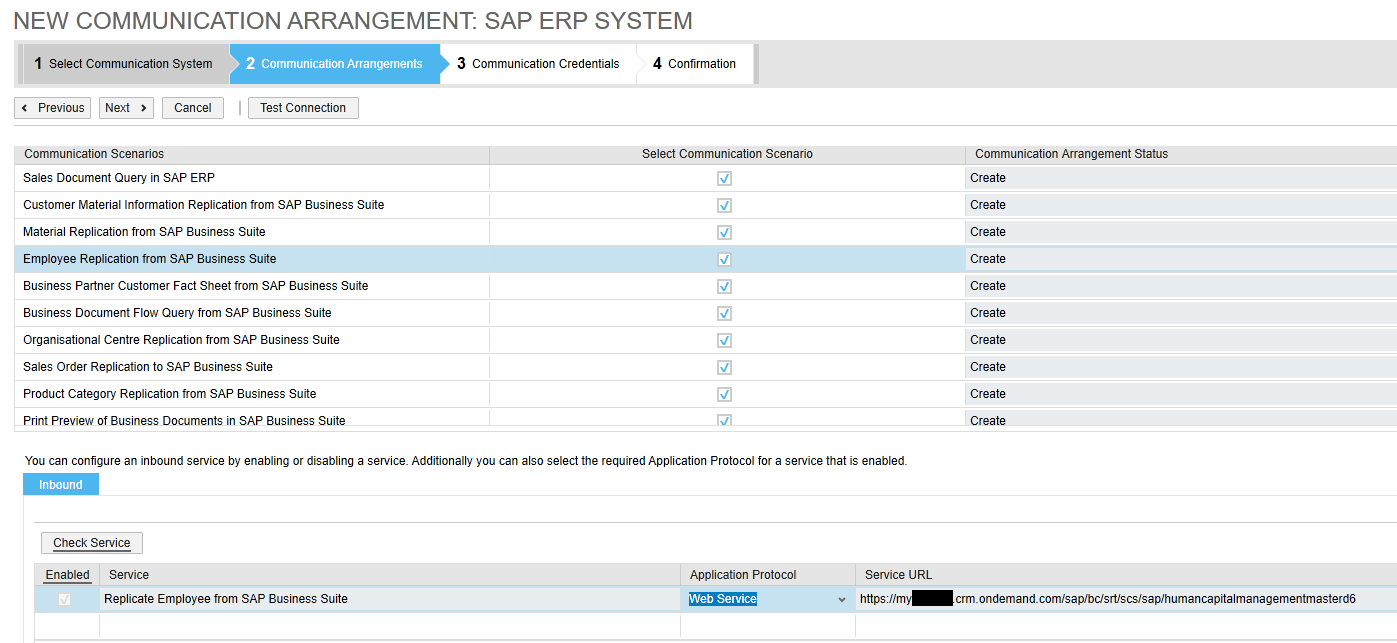 NEW COMMUNICATION ARRANGEMENT: SAP ERP SYSTEM
1 Select Communication System 2 Communication Arrangements 3 Communication Credentials 4 Confirmation
Previous Next Cancel Test Connection
Communication Scenarios Select Communication Scenario Communication Arrangement Status
Sales Document Query in SAP ERP Create
Customer Material Information Replication from SAP Business Suite Create
Material Replication from SAP Business Suite Create
Employee Replication from SAP Business Suite Create
Business Partner Customer Fact Sheet from SAP Business Suite Create
Business Document Flow Query from SAP Business Suite Create
Organisational Centre Replication from SAP Business Suite Create
Sales Order Replication to SAP Business Suite Create
Product Category Replication from SAP Business Suite Create
Print Preview of Business Documents in SAP Business Suite Create
You can configure an inbound service by enabling or disabling a service. Additionally you can also select the required Application Protocol for a service that is enabled.
Inbound
Check Service
Enabled Service Application Protocol Service URL
Replicate Employee from SAP Business Suite Web Service https://my .crm.ondemand.com/sap/bc/srt/scs/sap/humancapitalmanagementmasterd6